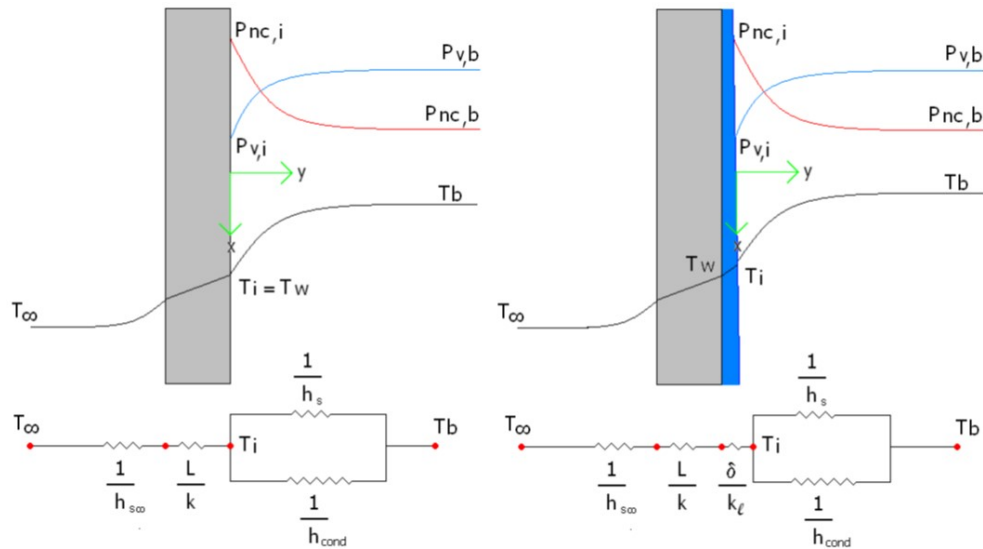 Pnc,i
Pv,b
Pnc,b
Pv,i
y
Tb
x
Ti = Tw
T∞
1
hs
T∞
Ti
Tb
1
hs∞
L
k
1
hcond
Pnc,i
Pv,b
Pnc,b
Pv,i
y
Tb
x
Tw
Ti
T∞
1
hs
T∞
Ti
Tb
1
hs∞
L
k
δ
kℓ
1
hcond